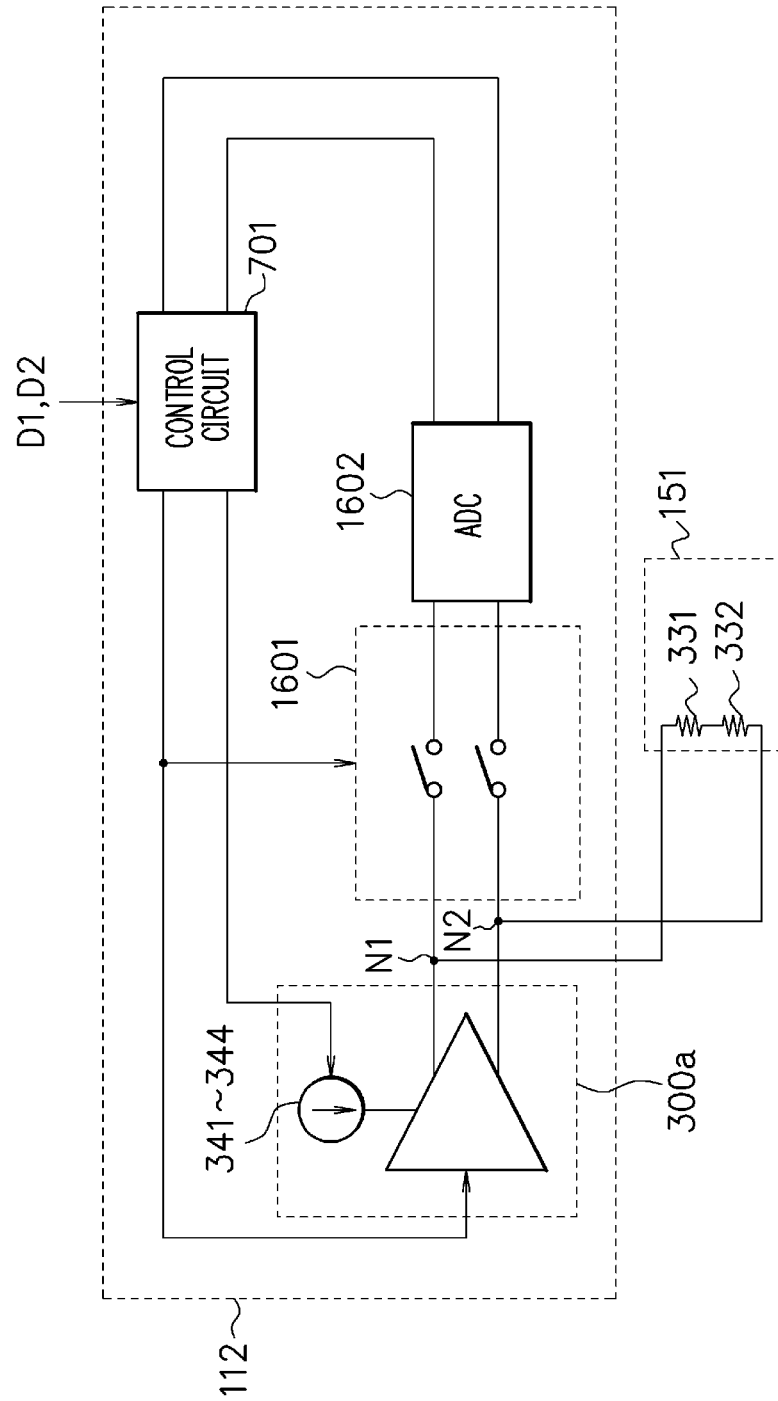 D1,D2
CONTROL
CIRCUIT
701
1602
ADC
1601
151
331
332
N1
N2
341~344
300a
112